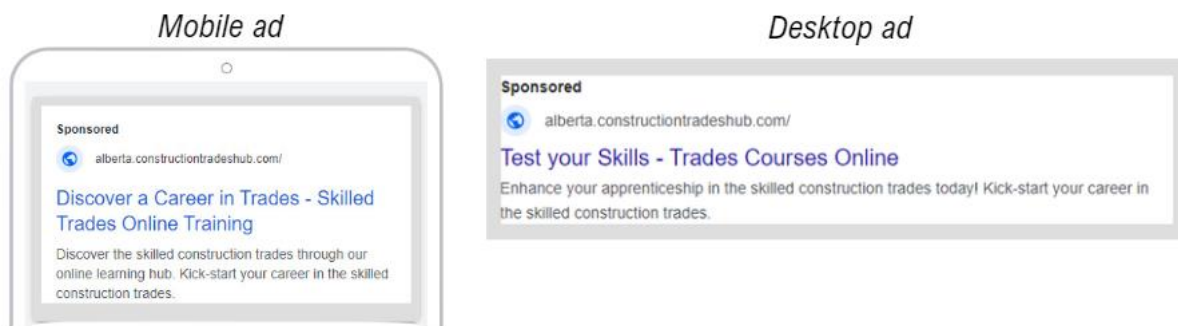 Mobile ad
Sponsored
alberta.constructiontradeshub.com/
Discover a Career in Trades - Skilled
Trades Online Training
Discover the skilled construction trades through our
online learning hub. Kick-start your career in the skilled
construction trades.
Desktop ad
Sponsored
alberta.constructiontradeshub.com/
Test your Skills - Trades Courses Online
Enhance your apprenticeship in the skilled construction trades today! Kick-start your career in
the skilled construction trades.